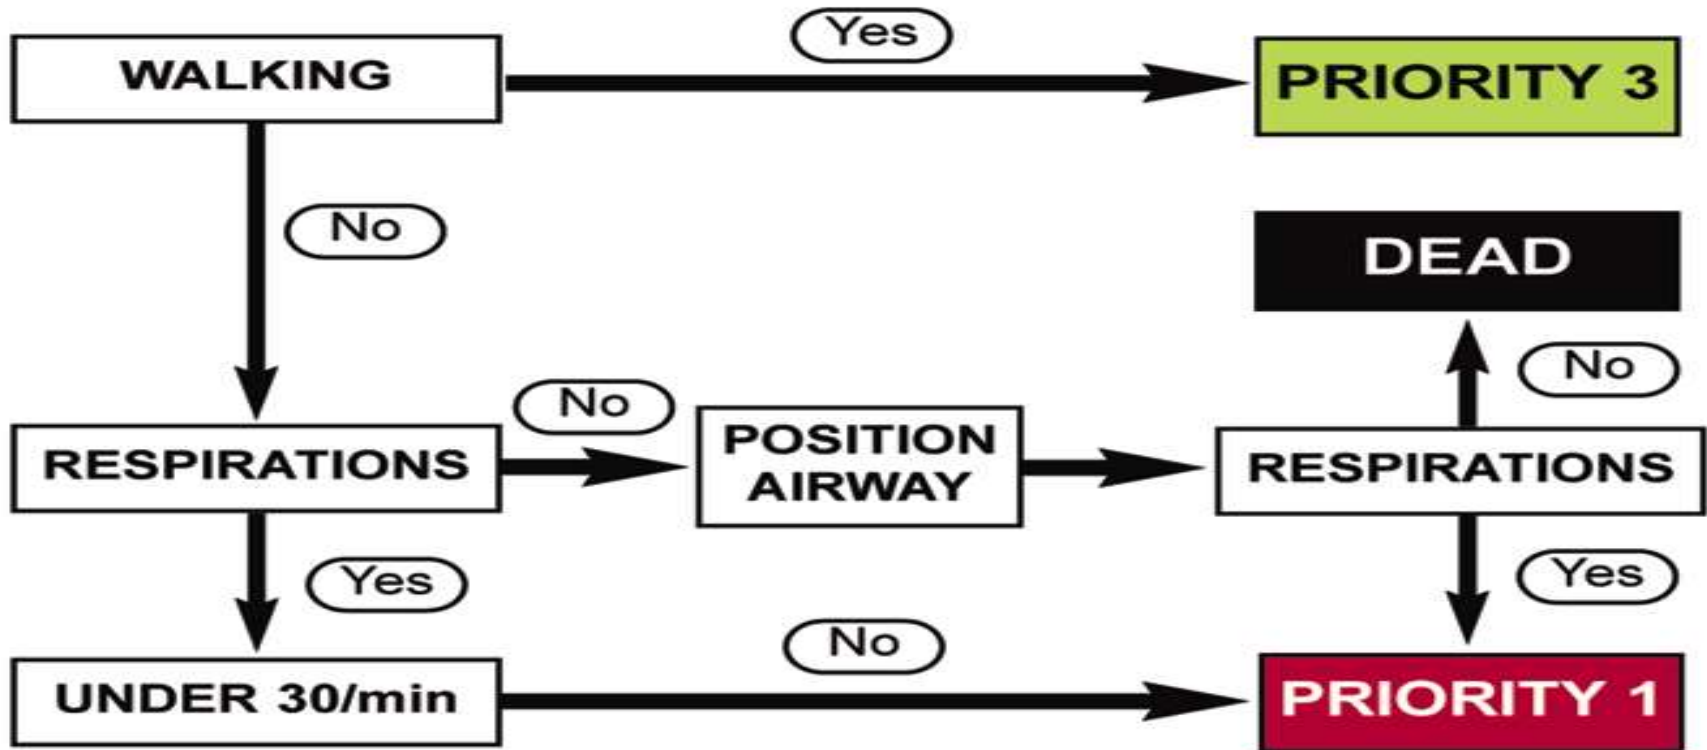 Yes
WALKING
PRIORITY 3
No
DEAD
No
No
RESPIRATIONS
POSITION
AIRWAY
RESPIRATIONS
Yes
Yes
No
UNDER 30/min
PRIORITY 1